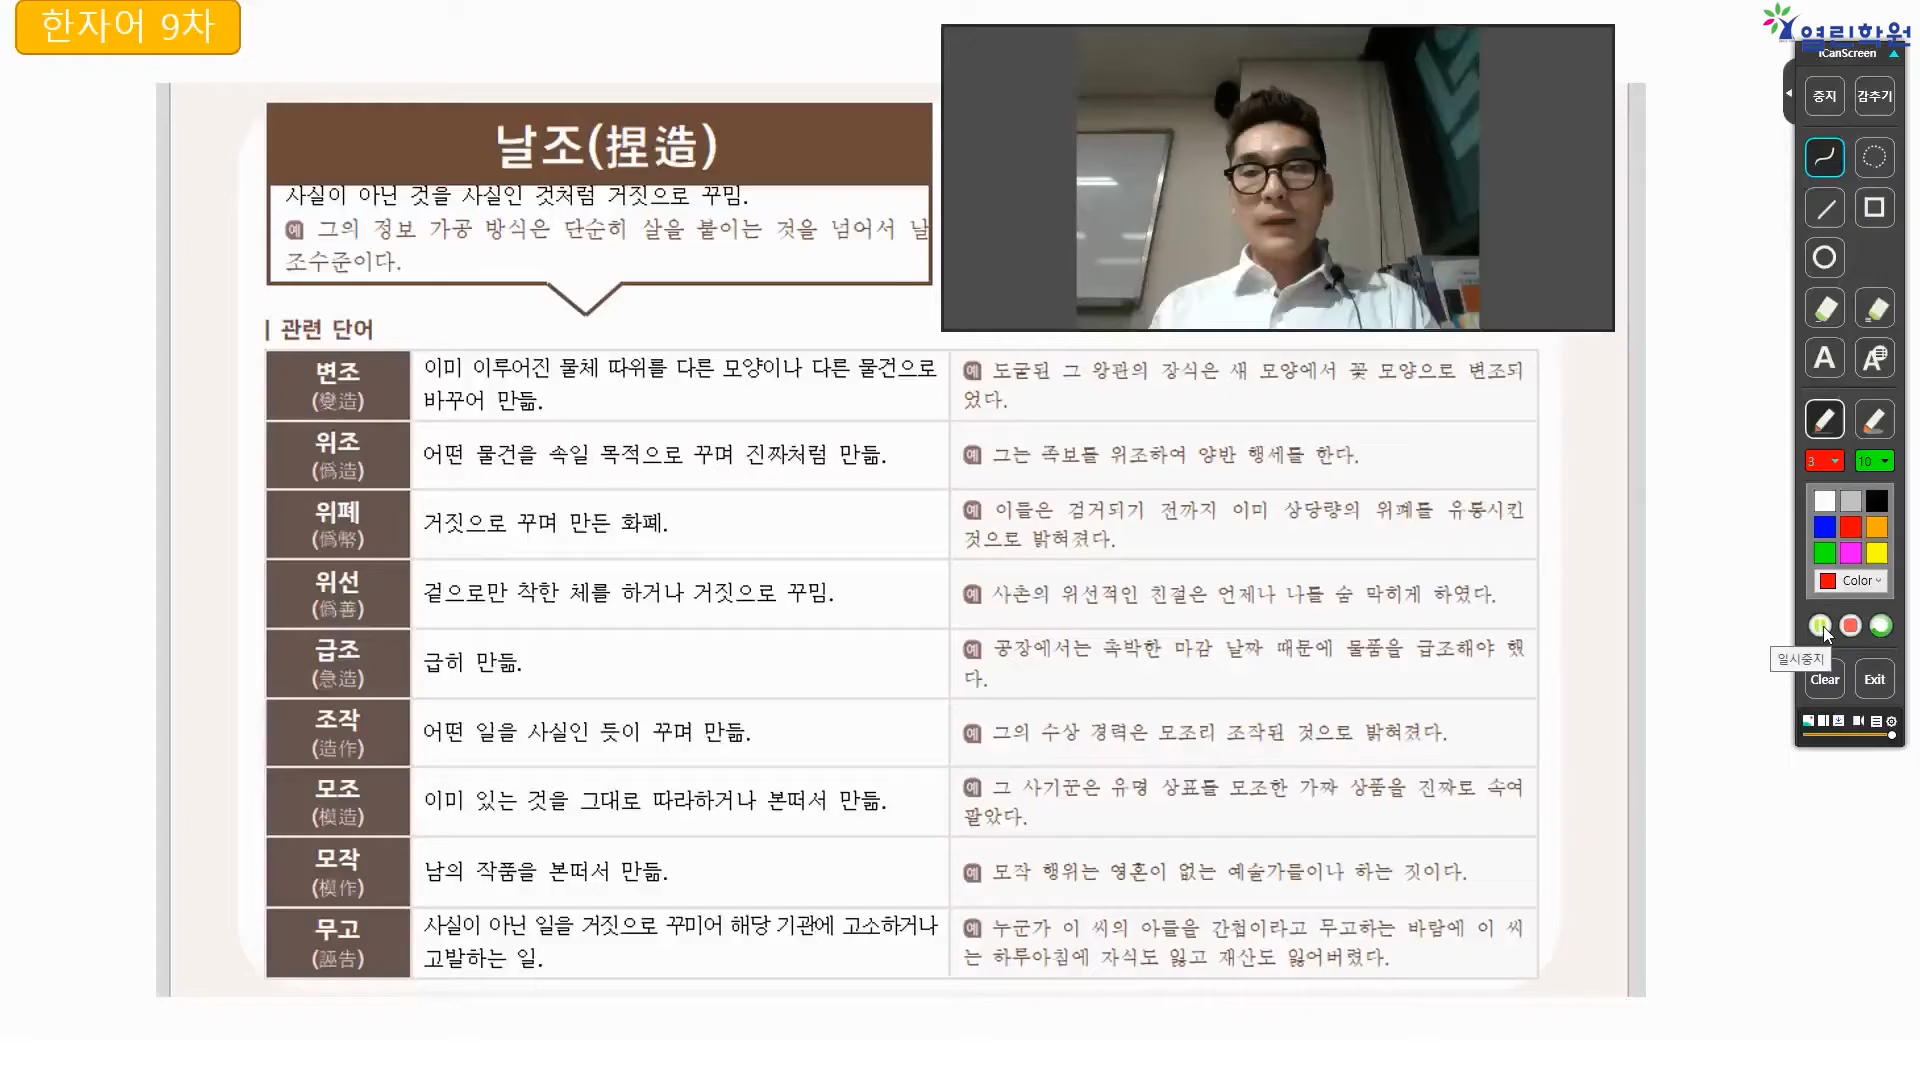 한자어 9차
열린학원
iCanScreen
중지
감추기
날조(捏造)
사실이 아닌 것을 사실인 것처럼 거짓으로 꾸밈.
예 그의 정보 가공 방식은 단순히 살을 붙이는 것을 넘어서 날
조수준이다.
관련 단어
변조
(變造)
이미 이루어진 물체 따위를 다른 모양이나 다른 물건으로
바꾸어 만듦.
예 도굴된 그 왕관의 장식은 새 모양에서 꽃 모양으로 변조되
었다.
위조
(僞造)
어떤 물건을 속일 목적으로 꾸며 진짜처럼 만듦.
예 그는 족보를 위조하여 양반 행세를 한다.
위폐
(僞幣)
거짓으로 꾸며 만든 화폐.
예 이들은 검거되기 전까지 이미 상당량의 위폐를 유통시킨
것으로 밝혀졌다.
위선
(僞善)
겉으로만 착한 체를 하거나 거짓으로 꾸밈.
예 사촌의 위선적인 친절은 언제나 나를 숨 막히게 하였다.
급조
(急造)
급히 만듦.
예 공장에서는 촉박한 마감 날짜 때문에 물품을 급조해야 했
다.
조작
(造作)
어떤 일을 사실인 듯이 꾸며 만듦.
예 그의 수상 경력은 모조리 조작된 것으로 밝혀졌다.
모조
(模造)
이미 있는 것을 그대로 따라하거나 본떠서 만듦.
예 그 사기꾼은 유명 상표를 모조한 가짜 상품을 진짜로 속여
팔았다.
모작
(模作)
남의 작품을 본떠서 만듦.
예 모작 행위는 영혼이 없는 예술가들이나 하는 짓이다.
무고
(誣告)
사실이 아닌 일을 거짓으로 꾸미어 해당 기관에 고소하거나
고발하는 일.
예 누군가 이 씨의 아들을 간첩이라고 무고하는 바람에 이 씨
는 하루아침에 자식도 잃고 재산도 잃어버렸다.
A
A
3
10
Color
일시중지
Clear
Exit